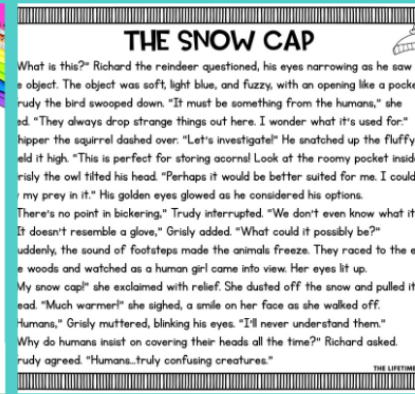 THE SNOW CAP
What is this?" Richard the reindeer questioned, his eyes narrowing as he saw
e object. The object was soft, light blue, and fuzzy, with an opening like a pocke
rudy the bird swooped down. "It must be something from the humans," she
ed. "They always drop strange things out here. I wonder what it's used for."
hipper the squirrel dashed over. "Let's investigate!" He snatched up the fluffy
eld it high. "This is perfect for storing acorns! Look at the roomy pocket insid
risly the owl tilted his head. "Perhaps it would be better suited for me. I could
my prey in it." His golden eyes glowed as he considered his options.
There's no point in bickering," Trudy interrupted. "We don't even know what it
It doesn't resemble a glove," Grisly added. "What could it possibly be?"
uddenly, the sound of footsteps made the animals freeze. They raced to the e
e woods and watched as a human girl came into view. Her eyes lit up.
My snow cap!" she exclaimed with relief. She dusted off the snow and pulled it
ead. "Much warmer!" she sighed, a smile on her face as she walked off.
Humans," Grisly muttered, blinking his eyes. "I'll never understand them."
Why do humans insist on covering their heads all the time?" Richard asked.
rudy agreed. "Humans...truly confusing creatures."
THE LIFETIME